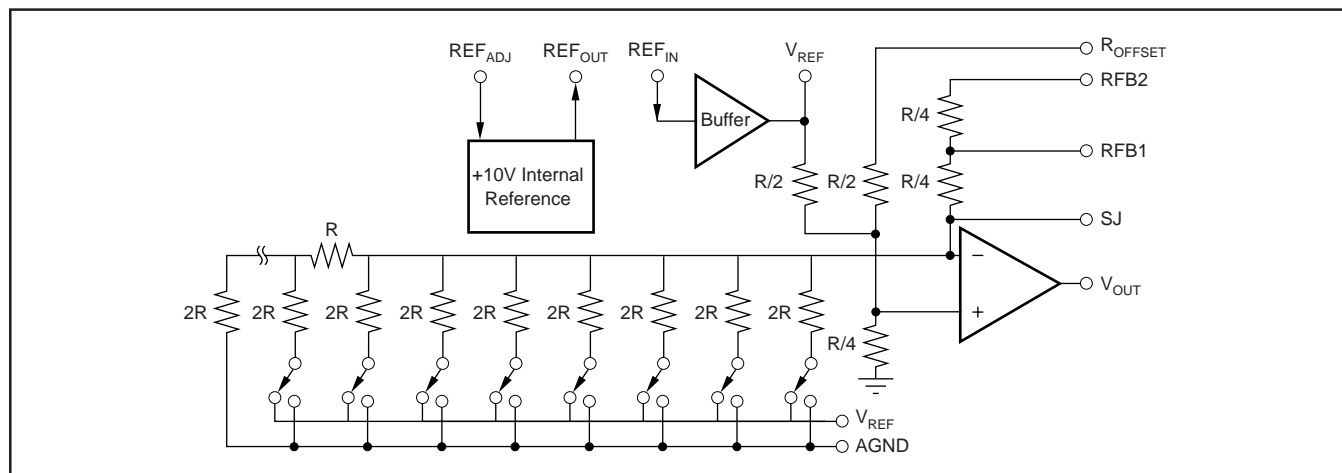 REF_ADJ REF_OUT REF_IN V_REF R_OFFSET
RFB2
R/4
Buffer
RFB1
+10V Internal
Reference
R/2 R/2 R/4
SJ
R
−
V_OUT
2R 2R 2R 2R 2R 2R 2R 2R 2R
+
R/4
V_REF
AGND